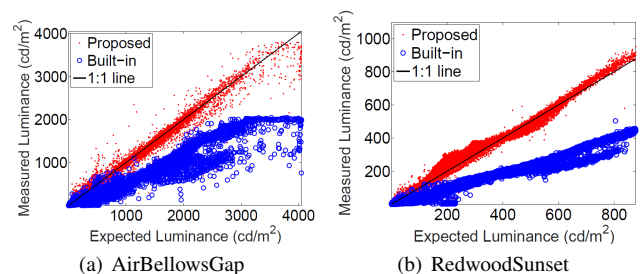 4000
3000
2000
1000
Measured Luminance (cd/m²)
Proposed
Built-in
1:1 line
1000 2000 3000 4000
Expected Luminance (cd/m²)
(a) AirBellowsGap
1000
800
600
400
200
Measured Luminance (cd/m²)
Proposed
Built-in
1:1 line
200 400 600 800
Expected Luminance (cd/m²)
(b) RedwoodSunset